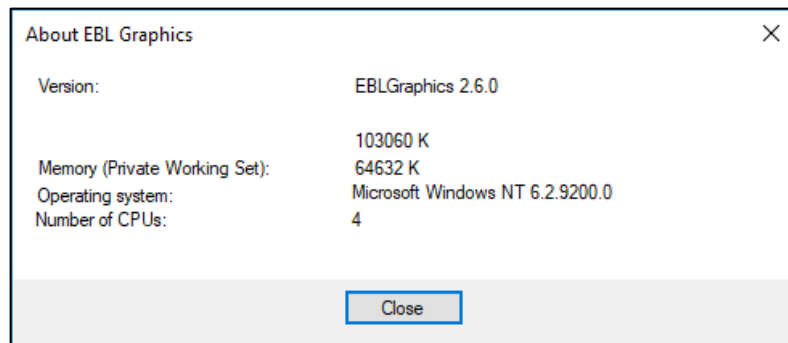 About EBL Graphics
Version: EBLGraphics 2.6.0
103060 K
Memory (Private Working Set): 64632 K
Operating system: Microsoft Windows NT 6.2.9200.0
Number of CPUs: 4
Close